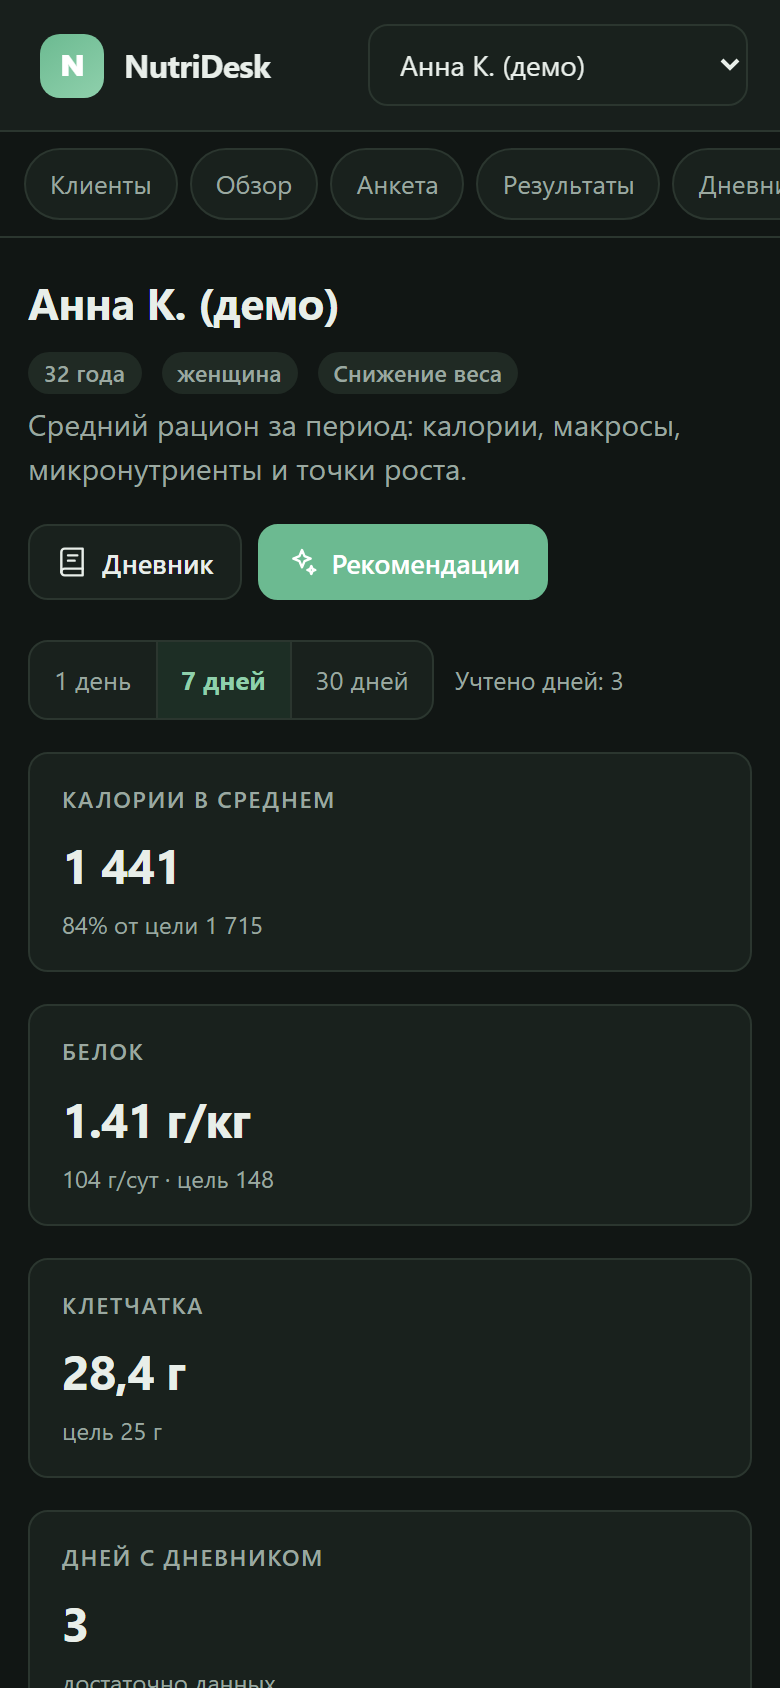 N
NutriDesk
Анна К. (демо)
Клиенты
Обзор
Анкета
Результаты
Дневни
Анна К. (демо)
32 года
женщина
Снижение веса
Средний рацион за период: калории, макросы,
микронутриенты и точки роста.
Дневник
Рекомендации
1 день
7 дней
30 дней
Учтено дней: 3
КАЛОРИИ В СРЕДНЕМ
1 441
84% от цели 1 715
БЕЛОК
1.41 г/кг
104 г/сут · цель 148
КЛЕТЧАТКА
28,4 г
цель 25 г
ДНЕЙ С ДНЕВНИКОМ
3
достаточно данных